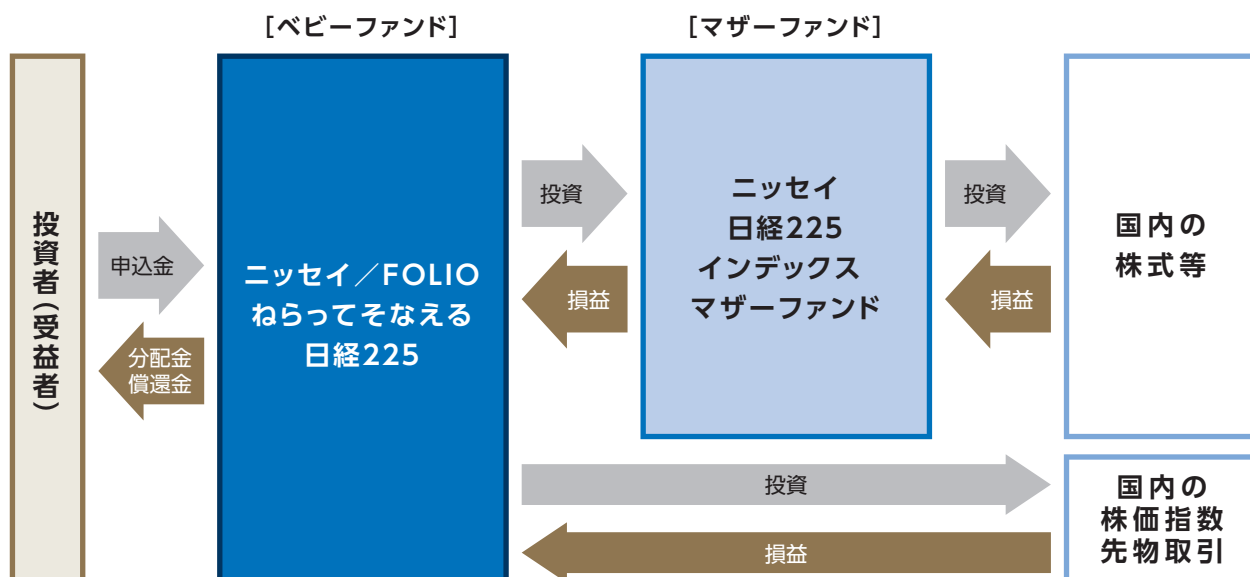 [ベビーファンド]
[マザーファンド]
投資者(受益者)
申込金
分配金
償還金
ニッセイ／FOLIO
ねらってそなえる
日経225
投資
損益
ニッセイ
日経225
インデックス
マザーファンド
投資
損益
国内の
株式等
投資
損益
国内の
株価指数
先物取引